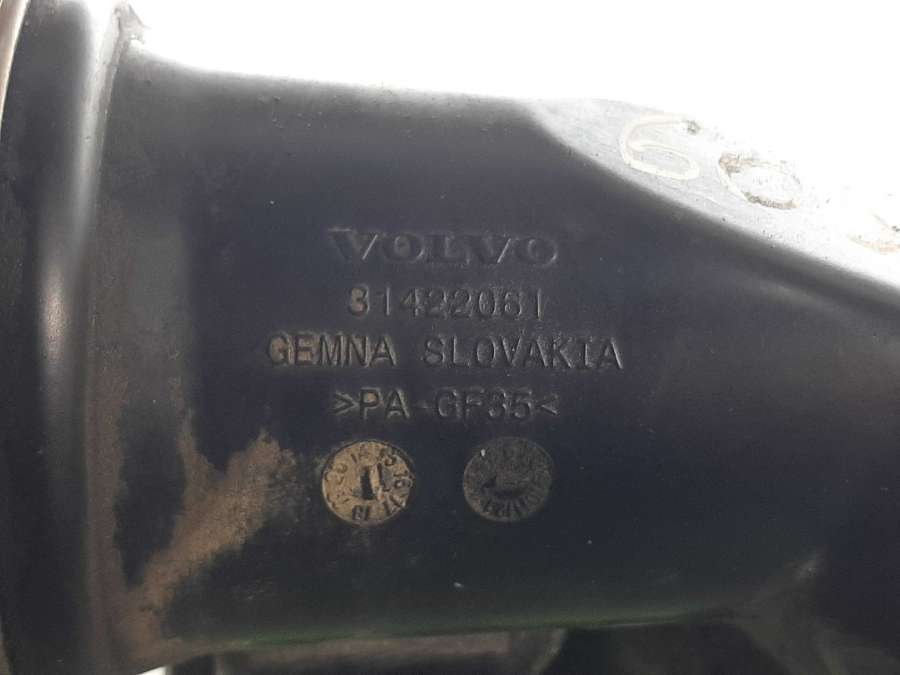 VOLVO
31422061
GEMNA SLOVAKIA
>PA-GF35<